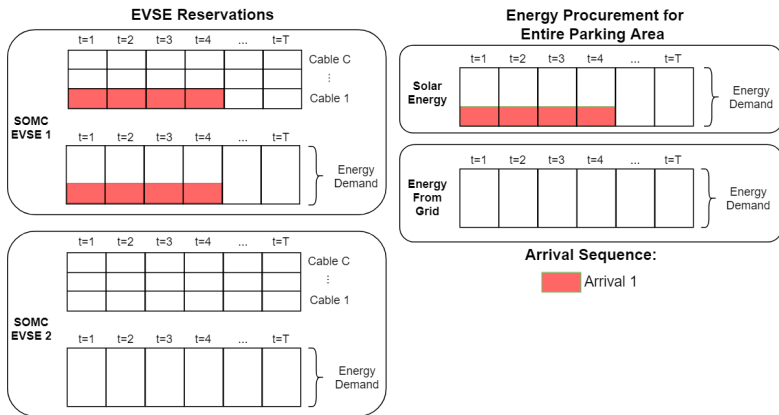 EVSE Reservations
t=1 t=2 t=3 t=4 ... t=T
Cable C
⋮
Cable 1
SOMC
EVSE 1
t=1 t=2 t=3 t=4 ... t=T
Energy
Demand
t=1 t=2 t=3 t=4 ... t=T
Cable C
⋮
Cable 1
SOMC
EVSE 2
t=1 t=2 t=3 t=4 ... t=T
Energy
Demand
Energy Procurement for
Entire Parking Area
t=1 t=2 t=3 t=4 ... t=T
Solar
Energy
Energy
Demand
t=1 t=2 t=3 t=4 ... t=T
Energy
From
Grid
Energy
Demand
Arrival Sequence:
Arrival 1